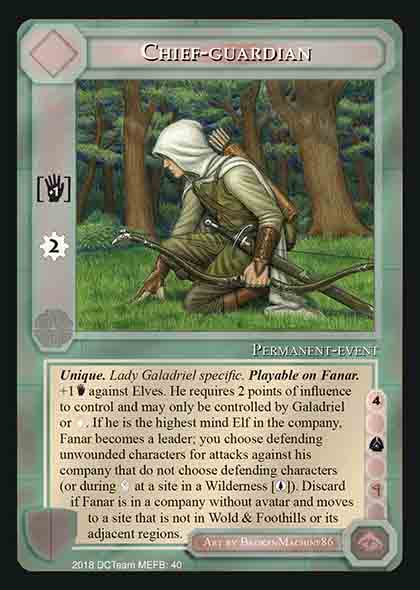 Chief-guardian
2
Permanent-event
Unique. Lady Galadriel specific. Playable on Fanar.
+1 against Elves. He requires 2 points of influence
to control and may only be controlled by Galadriel
or . If he is the highest mind Elf in the company,
Fanar becomes a leader; you choose defending
unwounded characters for attacks against his
company that do not choose defending characters
(or during at a site in a Wilderness [ ]). Discard
if Fanar is in a company without avatar and moves
to a site that is not in Wold & Foothills or its
adjacent regions.
4
Art by BrokenMachine86
2018 DCTeam MEFB: 40